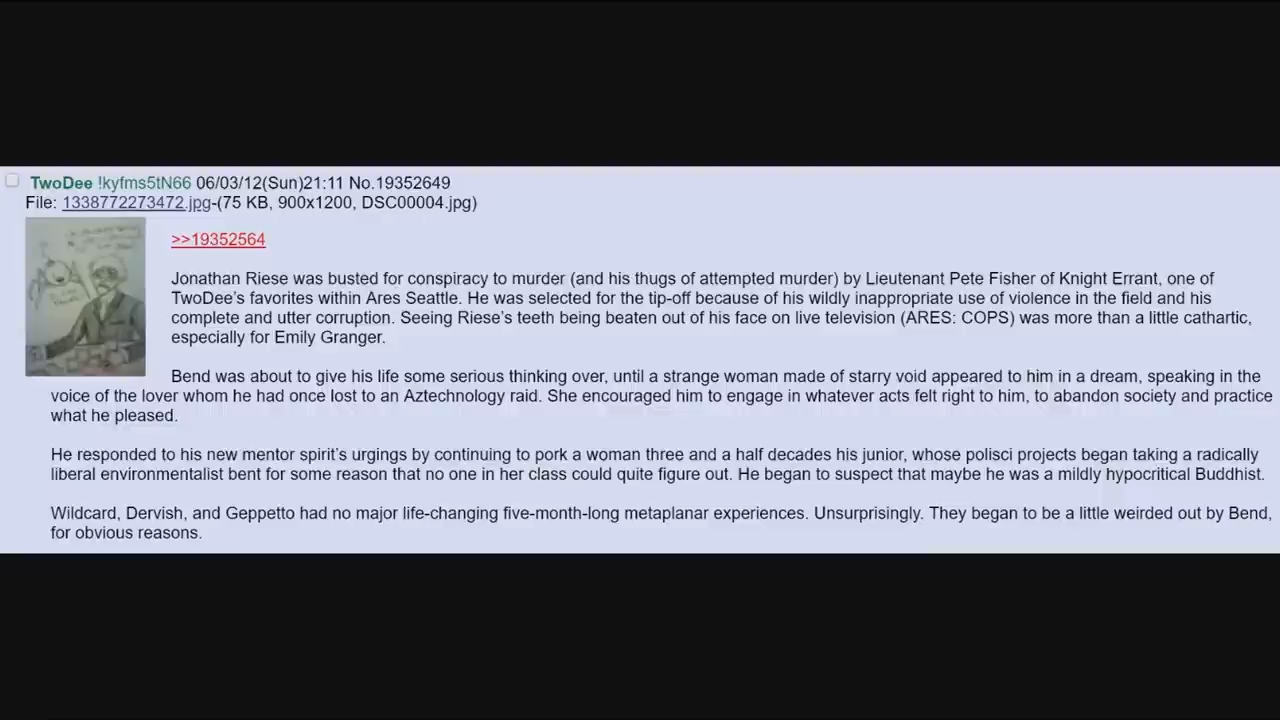 TwoDee !kyfms5tN66 06/03/12(Sun)21:11 No.19352649
File: 1338772273472.jpg-(75 KB, 900x1200, DSC00004.jpg)
>>19352564
Jonathan Riese was busted for conspiracy to murder (and his thugs of attempted murder) by Lieutenant Pete Fisher of Knight Errant, one of
TwoDee's favorites within Ares Seattle. He was selected for the tip-off because of his wildly inappropriate use of violence in the field and his
complete and utter corruption. Seeing Riese's teeth being beaten out of his face on live television (ARES: COPS) was more than a little cathartic,
especially for Emily Granger.
Bend was about to give his life some serious thinking over, until a strange woman made of starry void appeared to him in a dream, speaking in the
voice of the lover whom he had once lost to an Aztechnology raid. She encouraged him to engage in whatever acts felt right to him, to abandon society and practice
what he pleased.
He responded to his new mentor spirit's urgings by continuing to pork a woman three and a half decades his junior, whose polisci projects began taking a radically
liberal environmentalist bent for some reason that no one in her class could quite figure out. He began to suspect that maybe he was a mildly hypocritical Buddhist.
Wildcard, Dervish, and Geppetto had no major life-changing five-month-long metaplanar experiences. Unsurprisingly. They began to be a little weirded out by Bend,
for obvious reasons.